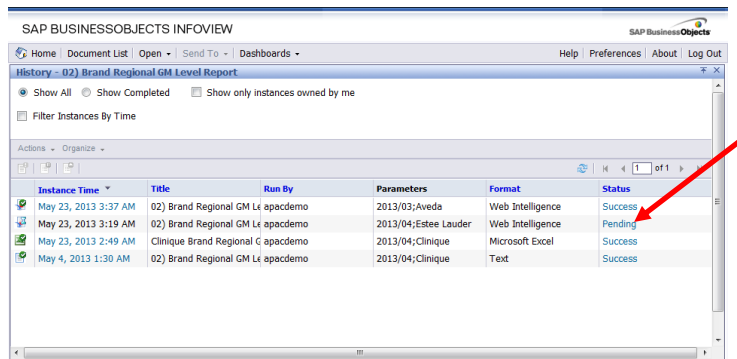 SAP BUSINESSOBJECTS INFOVIEW
SAP BusinessObjects
Home Document List Open Send To Dashboards Help Preferences About Log Out
History - 02) Brand Regional GM Level Report
Show All Show Completed Show only instances owned by me
Filter Instances By Time
Actions Organize
1 of 1
Instance Time Title Run By Parameters Format Status
May 23, 2013 3:37 AM 02) Brand Regional GM Le apacdemo 2013/03;Aveda Web Intelligence Success
May 23, 2013 3:19 AM 02) Brand Regional GM Le apacdemo 2013/04;Estee Lauder Web Intelligence Pending
May 23, 2013 2:49 AM Clinique Brand Regional G apacdemo 2013/04;Clinique Microsoft Excel Success
May 4, 2013 1:30 AM 02) Brand Regional GM Le apacdemo 2013/04;Clinique Text Success